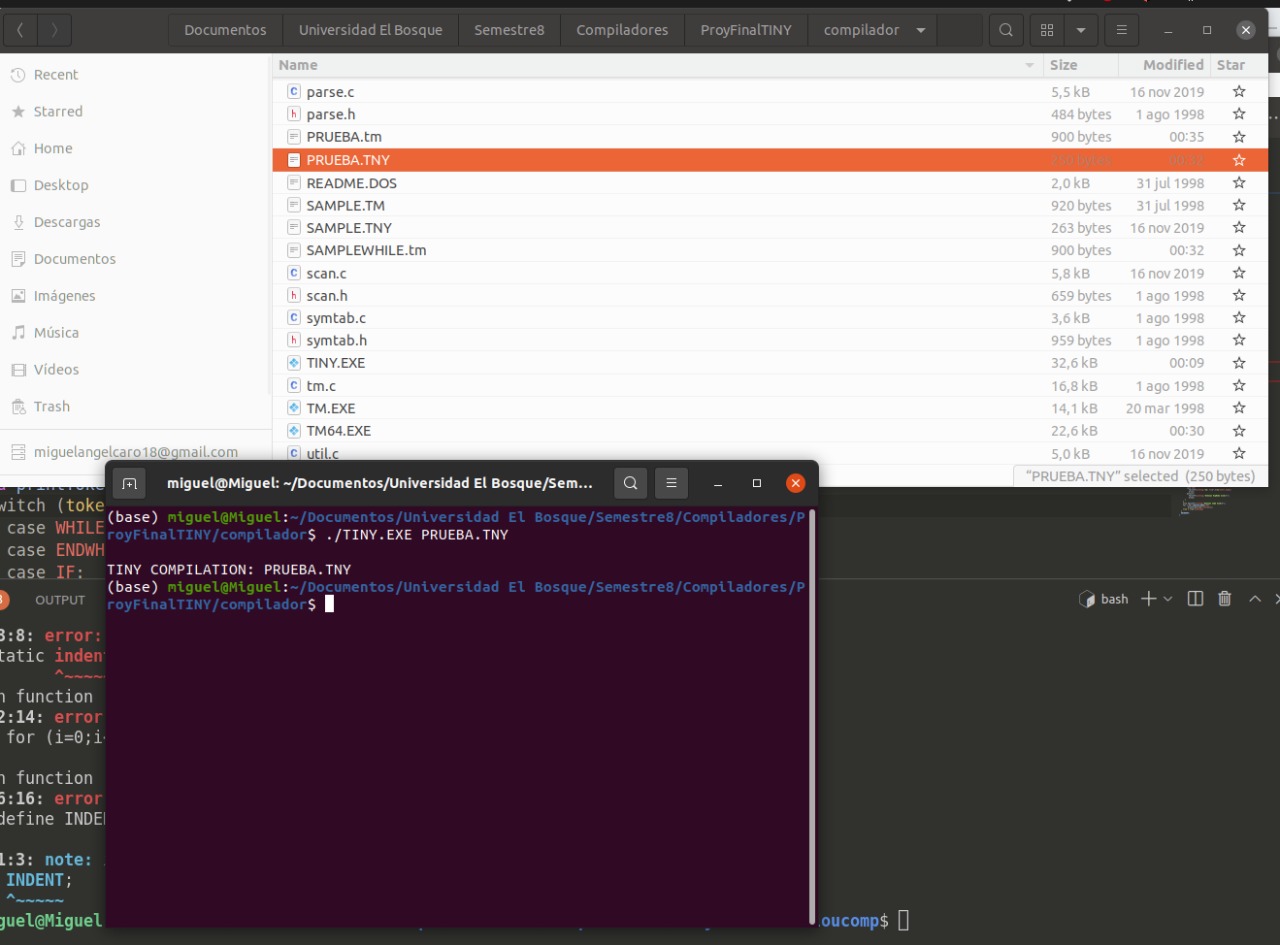 Documentos Universidad El Bosque Semestre8 Compiladores ProyFinalTINY compilador
Recent
Starred
Home
Desktop
Descargas
Documentos
Imágenes
Música
Vídeos
Trash
miguelangelcaro18@gmail.com
Name Size Modified Star
parse.c 5,5 kB 16 nov 2019
parse.h 484 bytes 1 ago 1998
PRUEBA.tm 900 bytes 00:35
PRUEBA.TNY 250 bytes
README.DOS 2,0 kB 31 jul 1998
SAMPLE.TM 920 bytes 31 jul 1998
SAMPLE.TNY 263 bytes 16 nov 2019
SAMPLEWHILE.tm 900 bytes 00:32
scan.c 5,8 kB 16 nov 2019
scan.h 659 bytes 1 ago 1998
symtab.c 3,6 kB 1 ago 1998
symtab.h 959 bytes 1 ago 1998
TINY.EXE 32,6 kB 00:09
tm.c 16,8 kB 1 ago 1998
TM.EXE 14,1 kB 20 mar 1998
TM64.EXE 22,6 kB 00:30
util.c 5,0 kB 16 nov 2019
“PRUEBA.TNY” selected (250 bytes)
miguel@Miguel: ~/Documentos/Universidad El Bosque/Sem...
(base) miguel@Miguel:~/Documentos/Universidad El Bosque/Semestre8/Compiladores/P
royFinalTINY/compilador$ ./TINY.EXE PRUEBA.TNY
TINY COMPILATION: PRUEBA.TNY
(base) miguel@Miguel:~/Documentos/Universidad El Bosque/Semestre8/Compiladores/P
royFinalTINY/compilador$
witch (toke
case WHILE
case ENDWH
case IF:
OUTPUT
bash
3:8: error:
tatic inden
^~~~~
n function
2:14: error
for (i=0;i
n function
6:16: error
define INDE
1:3: note:
INDENT;
^~~~~~
guel@Miguel
oucomp$